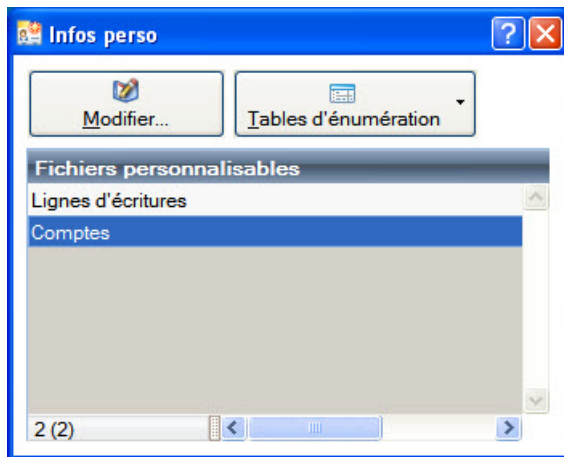 Infos perso
Modifier...
Tables d'énumération
Fichiers personnalisables
Lignes d'écritures
Comptes
2 (2)